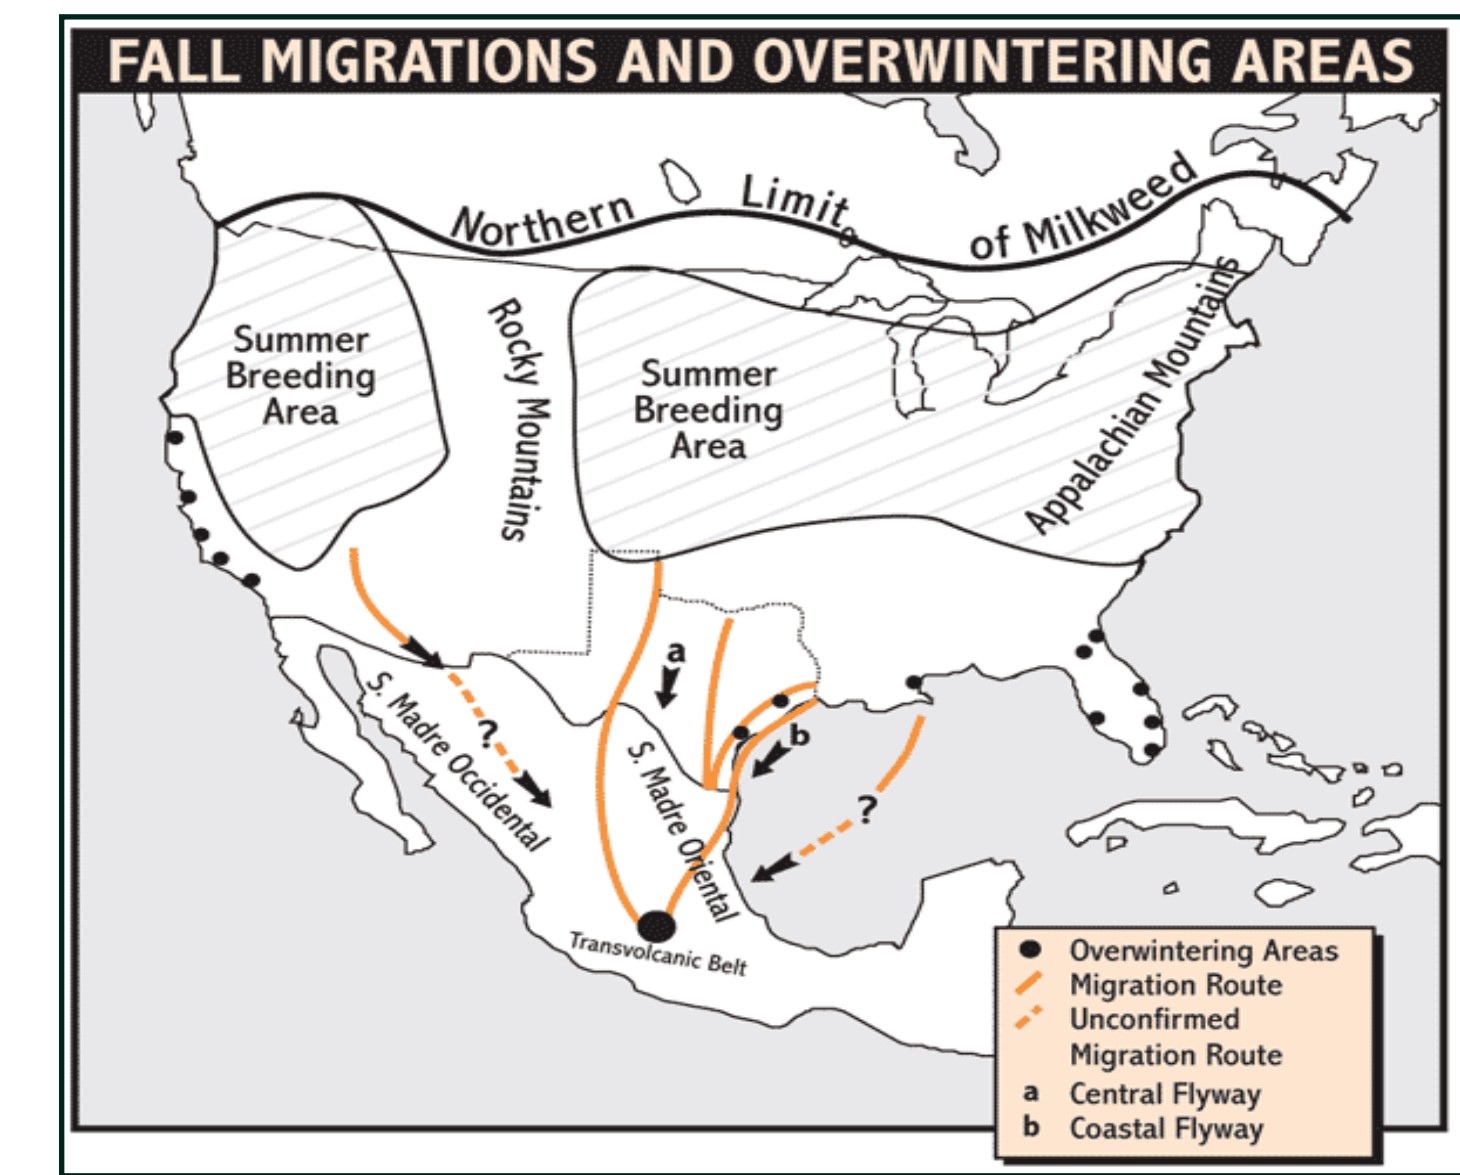 FALL MIGRATIONS AND OVERWINTERING AREAS
Northern Limit of Milkweed
Summer
Breeding
Area
Rocky Mountains
Summer
Breeding
Area
Appalachian Mountains
a
S. Madre Occidental
?
S. Madre Oriental
b
?
Transvolcanic Belt
Overwintering Areas
Migration Route
Unconfirmed
Migration Route
a Central Flyway
b Coastal Flyway